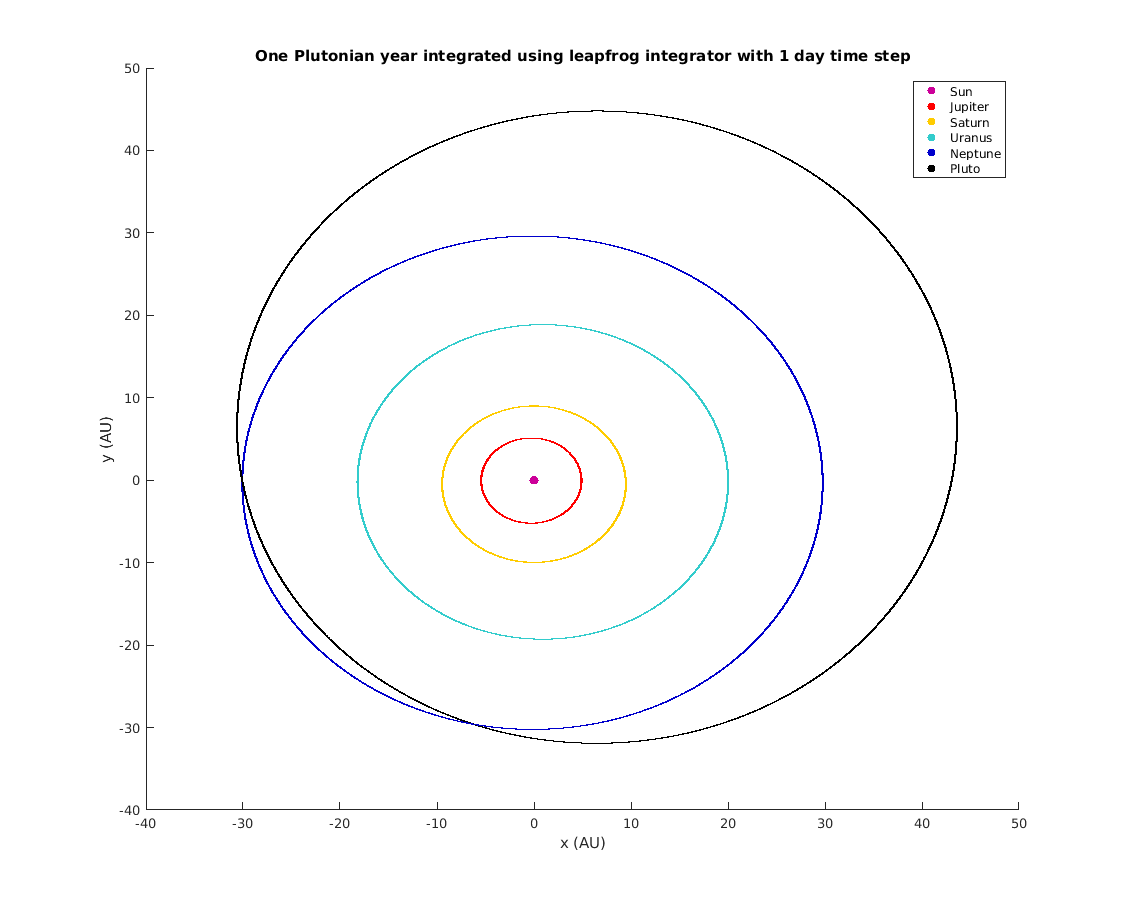 One Plutonian year integrated using leapfrog integrator with 1 day time step
Sun
Jupiter
Saturn
Uranus
Neptune
Pluto
50
40
30
20
10
0
-10
-20
-30
-40
y (AU)
-40
-30
-20
-10
0
10
20
30
40
50
x (AU)